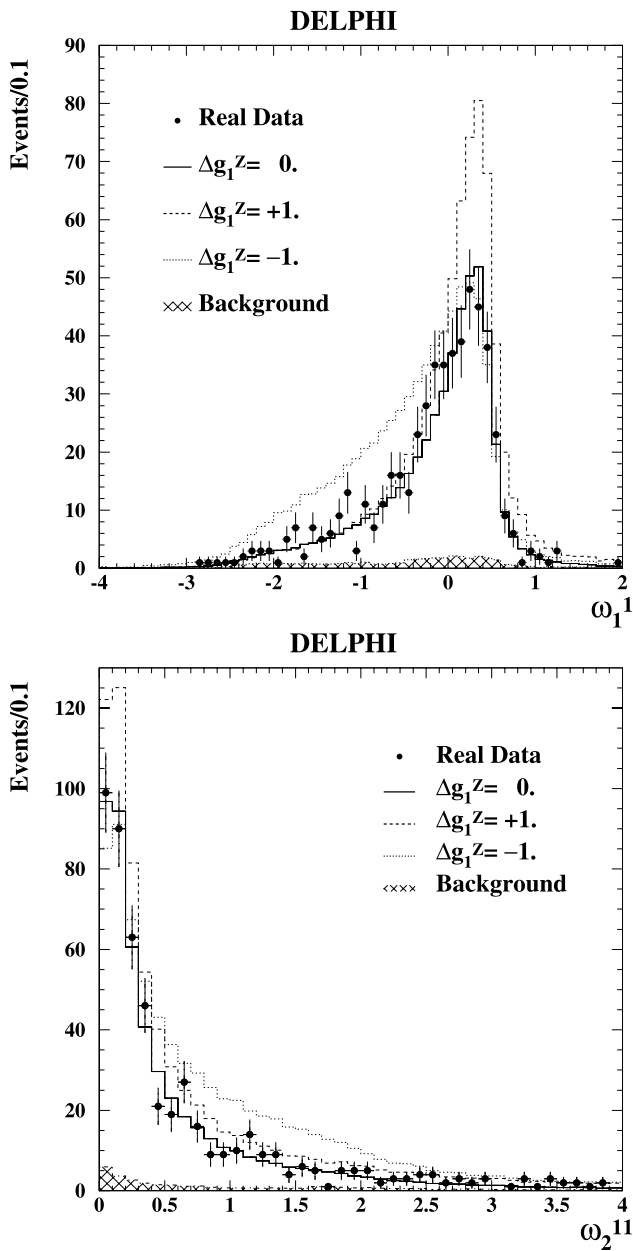 DELPHI
Events/0.1
90
80
70
60
50
40
30
20
10
0
Real Data
Δg₁ᶻ= 0.
Δg₁ᶻ= +1.
Δg₁ᶻ= −1.
Background
-4 -3 -2 -1 0 1 2
ω₁¹
DELPHI
Events/0.1
120
100
80
60
40
20
0
Real Data
Δg₁ᶻ= 0.
Δg₁ᶻ= +1.
Δg₁ᶻ= −1.
Background
0 0.5 1 1.5 2 2.5 3 3.5 4
ω₂¹¹